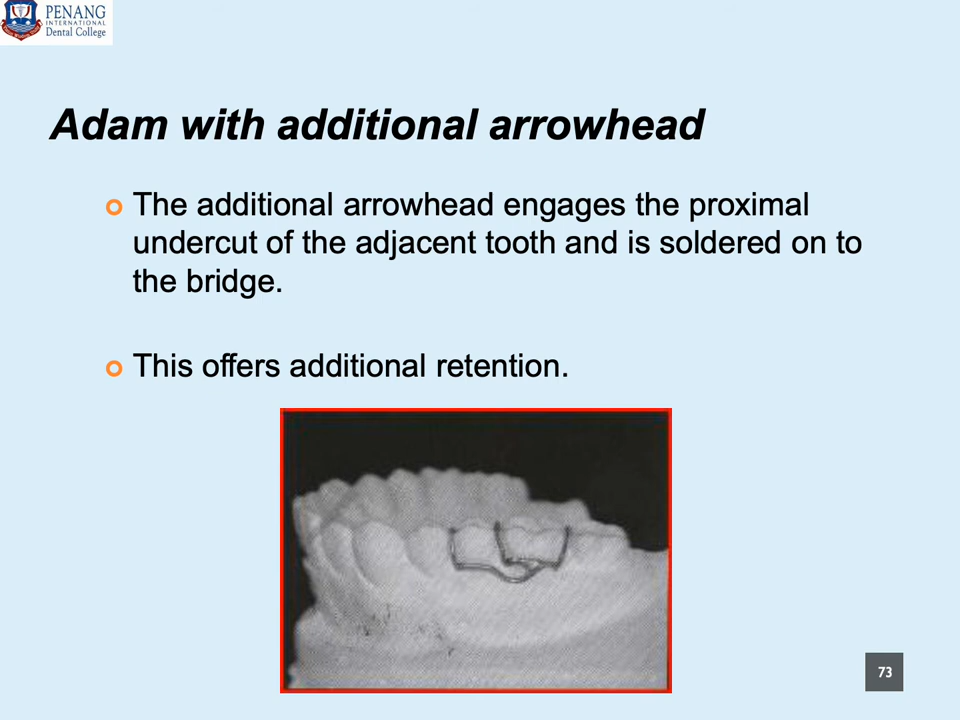 PENANG
INTERNATIONAL
Dental College
Adam with additional arrowhead
The additional arrowhead engages the proximal
undercut of the adjacent tooth and is soldered on to
the bridge.
This offers additional retention.
73